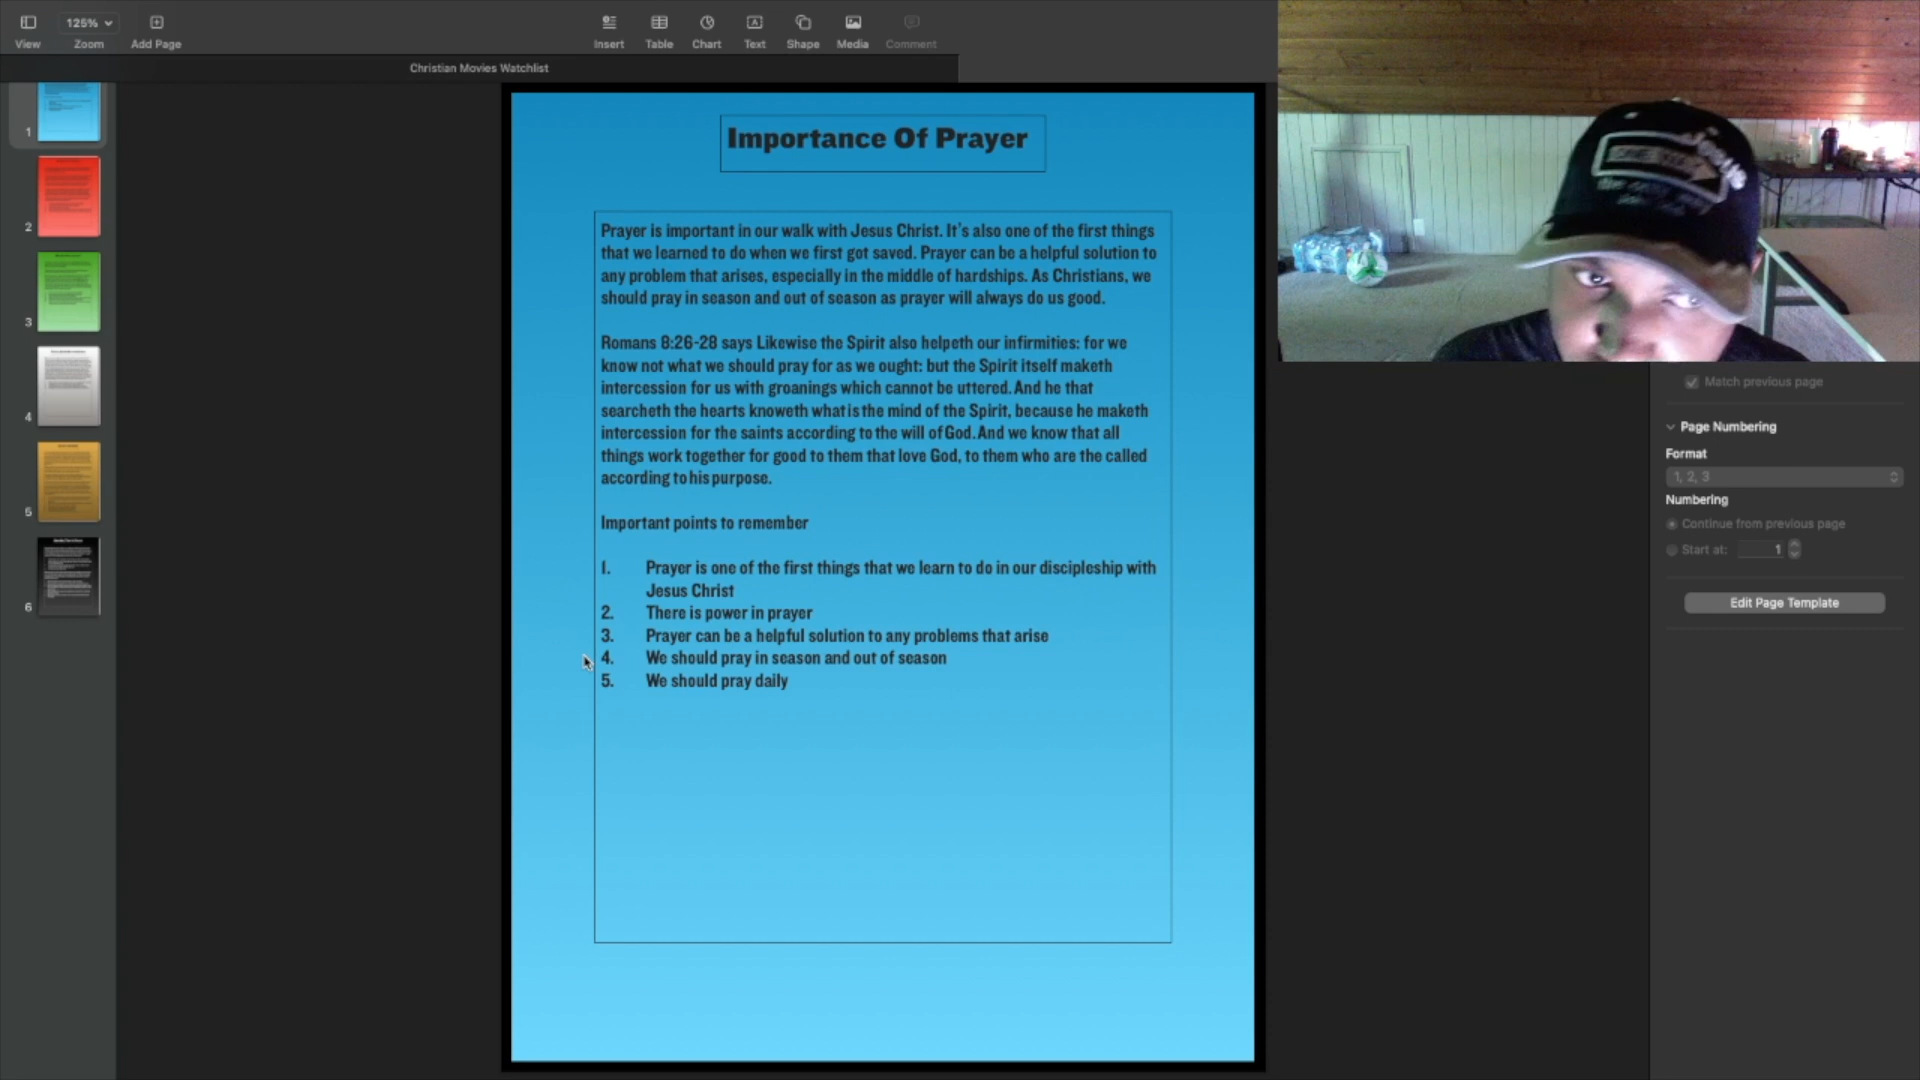 View
125%
Zoom
Add Page
Insert
Table
Chart
Text
Shape
Media
Comment
Christian Movies Watchlist
1
2
3
4
5
6
Importance Of Prayer
Prayer is important in our walk with Jesus Christ. It's also one of the first things
that we learned to do when we first got saved. Prayer can be a helpful solution to
any problem that arises, especially in the middle of hardships. As Christians, we
should pray in season and out of season as prayer will always do us good.
Romans 8:26-28 says Likewise the Spirit also helpeth our infirmities: for we
know not what we should pray for as we ought: but the Spirit itself maketh
intercession for us with groanings which cannot be uttered. And he that
searcheth the hearts knoweth what is the mind of the Spirit, because he maketh
intercession for the saints according to the will of God. And we know that all
things work together for good to them that love God, to them who are the called
according to his purpose.
Important points to remember
1. Prayer is one of the first things that we learn to do in our discipleship with
Jesus Christ
2. There is power in prayer
3. Prayer can be a helpful solution to any problems that arise
4. We should pray in season and out of season
5. We should pray daily
Jesus
Match previous page
Page Numbering
Format
1, 2, 3
Numbering
Continue from previous page
Start at: 1
Edit Page Template